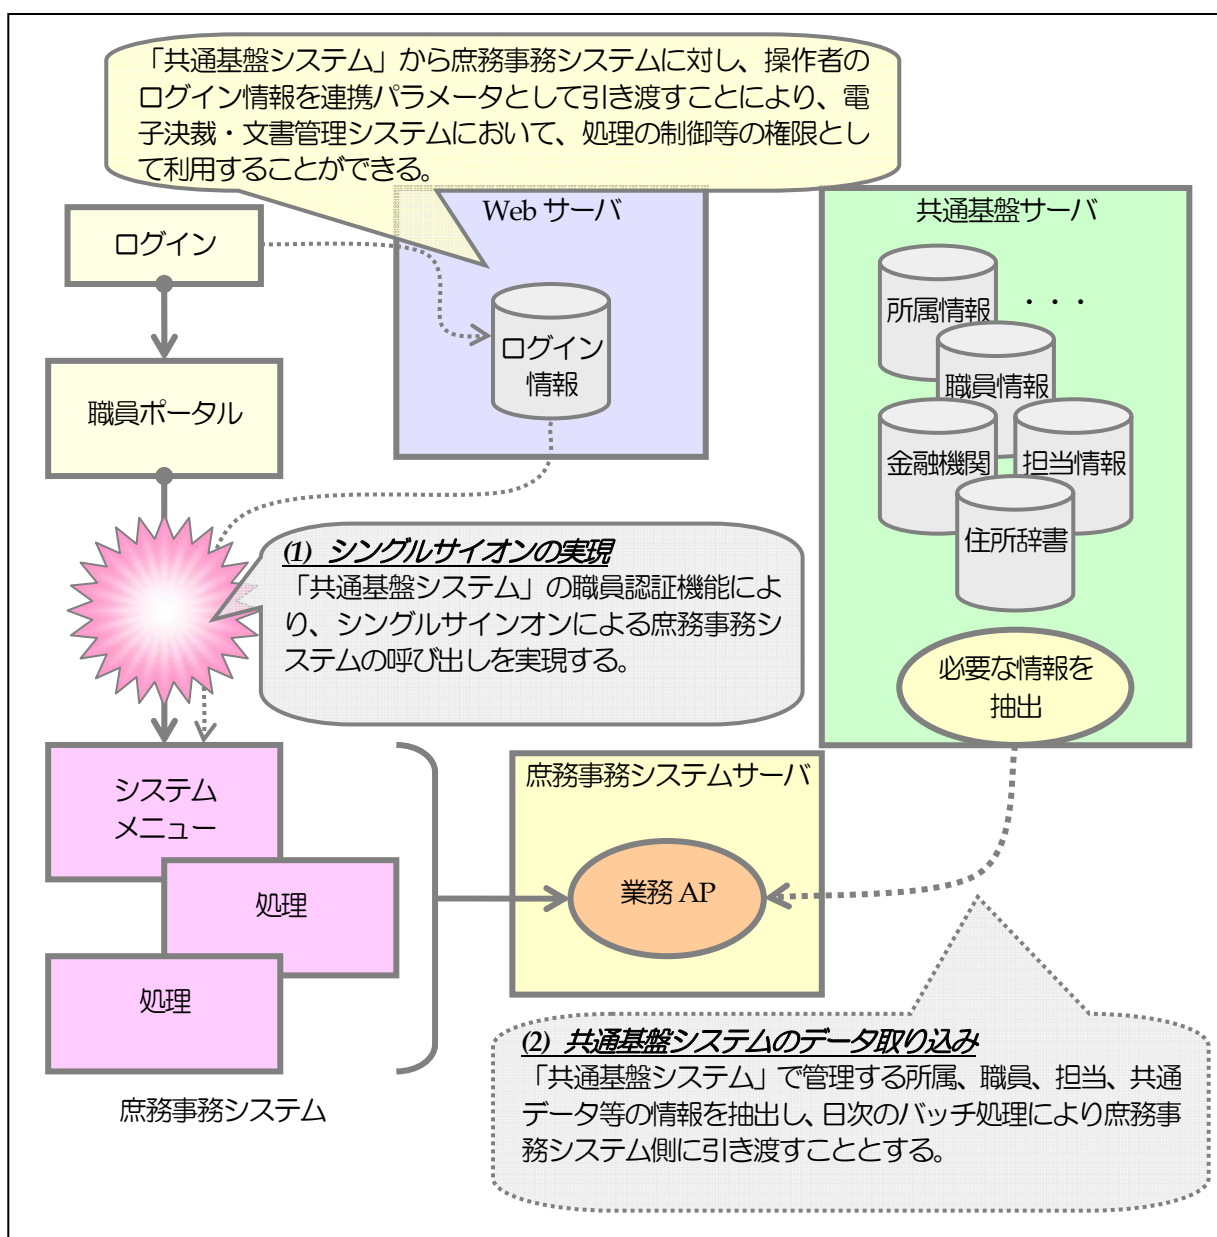 「共通基盤システム」から庶務事務システムに対し、操作者の
ログイン情報を連携パラメータとして引き渡すことにより、電
子決裁・文書管理システムにおいて、処理の制御等の権限とし
て利用することができる。
Web サーバ
共通基盤サーバ
ログイン
所属情報
・・・
ログイン
情報
職員情報
職員ポータル
金融機関
担当情報
住所辞書
(1) シングルサイオンの実現
「共通基盤システム」の職員認証機能によ
り、シングルサインオンによる庶務事務シ
ステムの呼び出しを実現する。
必要な情報を
抽出
システム
メニュー
庶務事務システムサーバ
処理
業務 AP
処理
(2) 共通基盤システムのデータ取り込み
「共通基盤システム」で管理する所属、職員、担当、共通
データ等の情報を抽出し、日次のバッチ処理により庶務事
務システム側に引き渡すこととする。
庶務事務システム